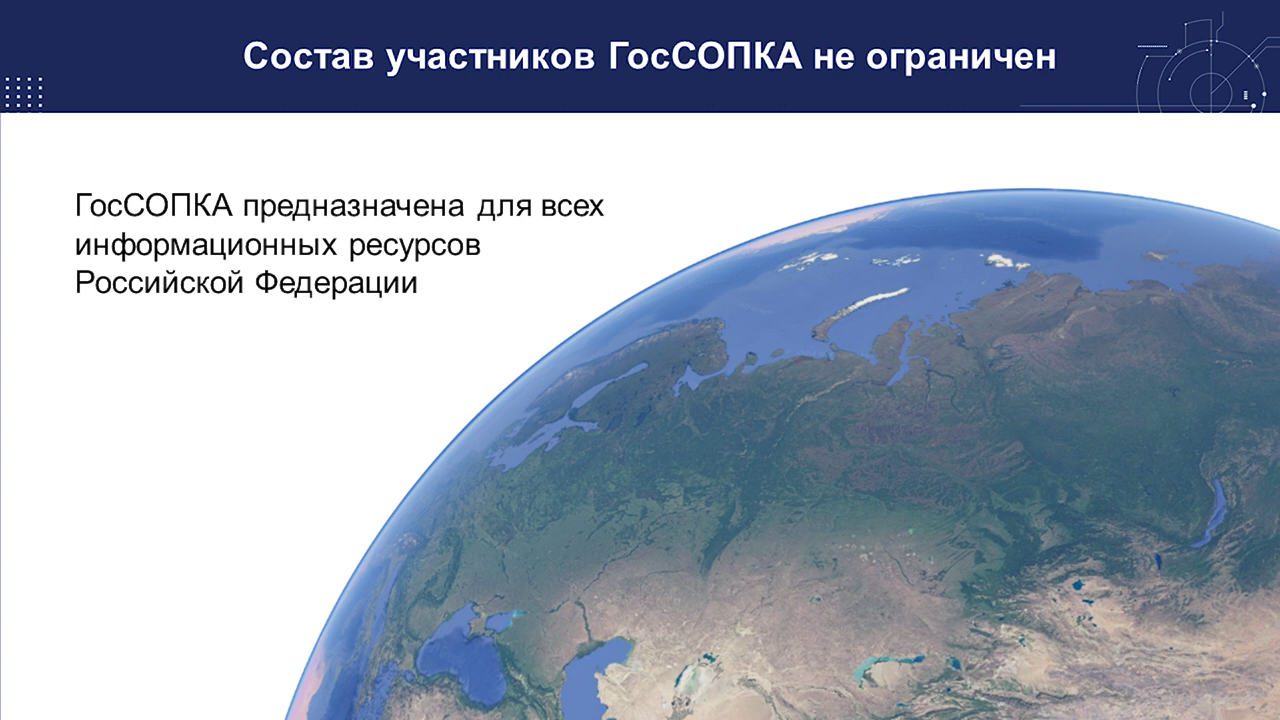 Состав участников ГосСОПКА не ограничен
ГосСОПКА предназначена для всех
информационных ресурсов
Российской Федерации